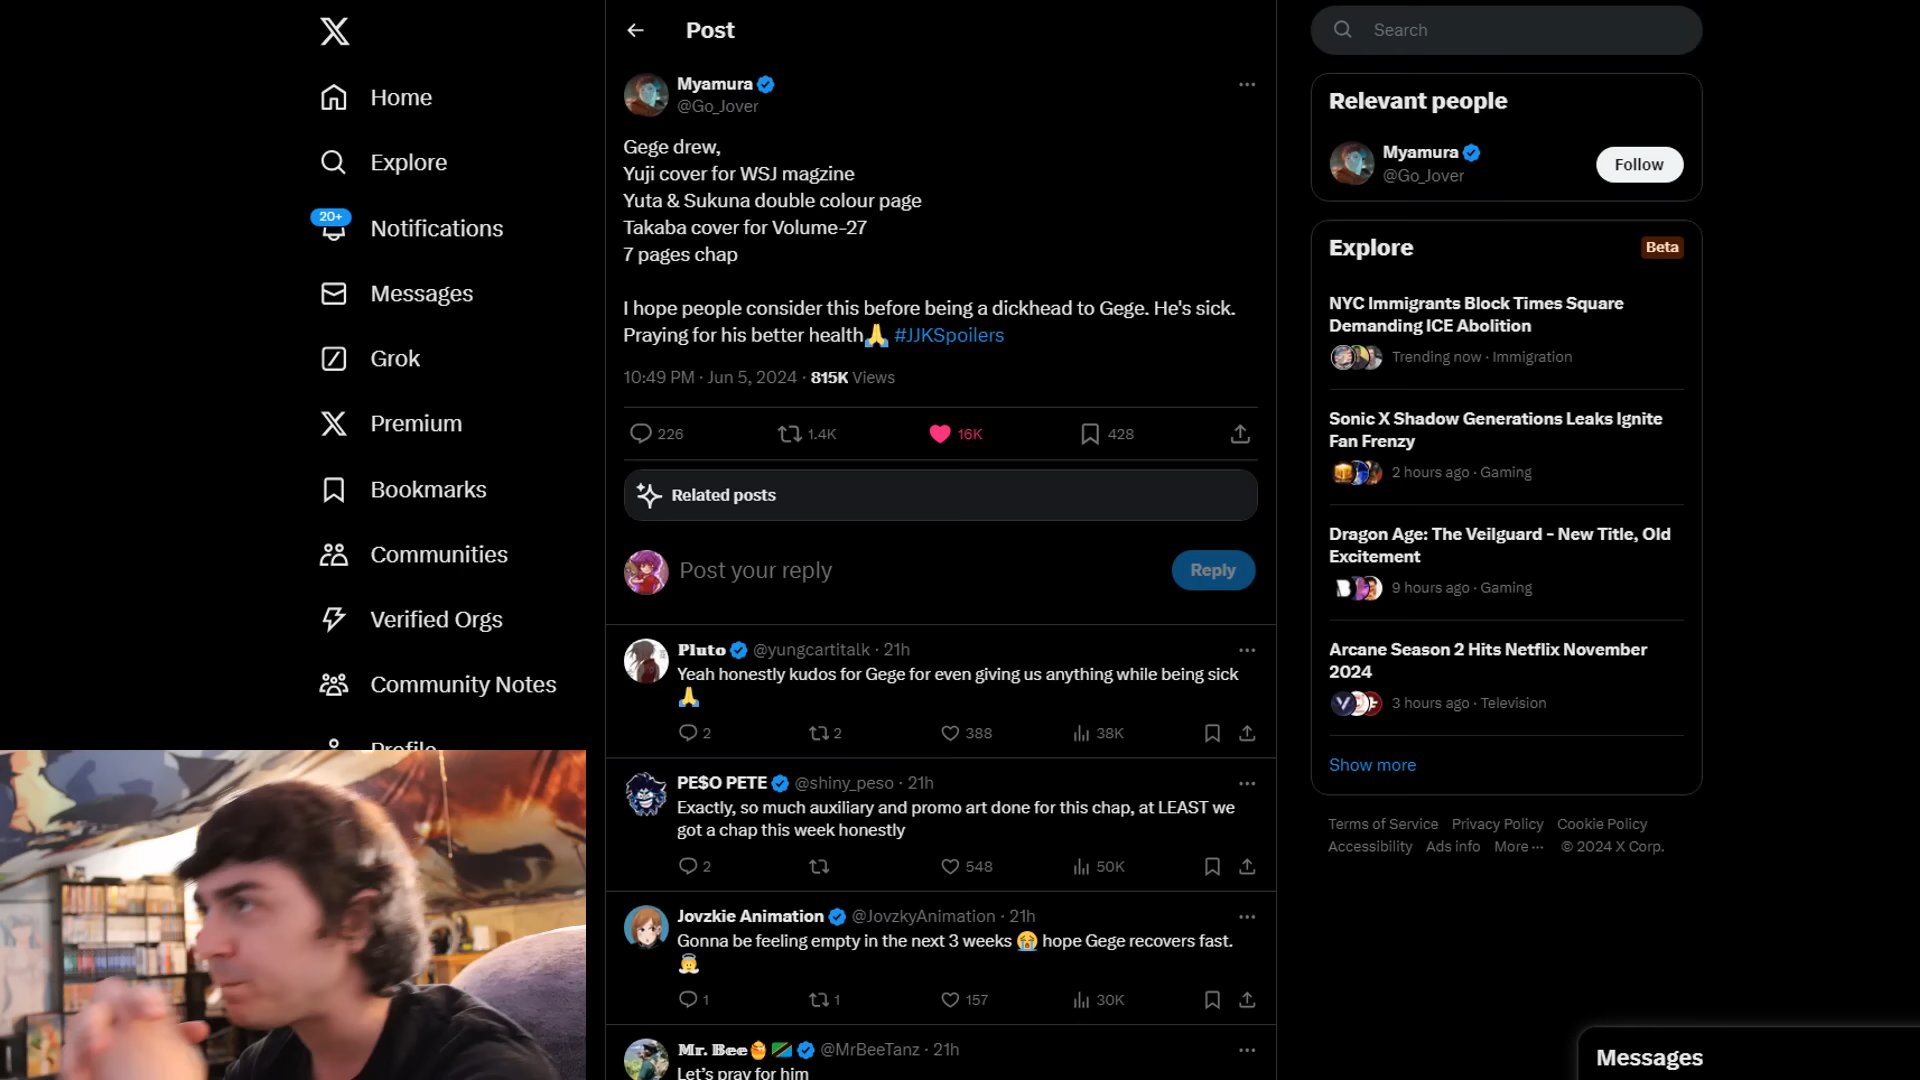 Home
Explore
20+
Notifications
Messages
Grok
Premium
Bookmarks
Communities
Verified Orgs
Community Notes
Profile
Post
Myamura
@Go_Jover
Gege drew,
Yuji cover for WSJ magzine
Yuta & Sukuna double colour page
Takaba cover for Volume-27
7 pages chap
I hope people consider this before being a dickhead to Gege. He's sick.
Praying for his better health🙏 #JJKSpoilers
10:49 PM · Jun 5, 2024 · 815K Views
226 1.4K 16K 428
Related posts
Post your reply
Reply
Pluto @yungcartitalk · 21h
Yeah honestly kudos for Gege for even giving us anything while being sick
🙏
2 2 388 38K
PE$O PETE @shiny_peso · 21h
Exactly, so much auxiliary and promo art done for this chap, at LEAST we
got a chap this week honestly
2 548 50K
Jovzkie Animation @JovzkyAnimation · 21h
Gonna be feeling empty in the next 3 weeks 😭 hope Gege recovers fast.
1 1 157 30K
Mr. Bee @MrBeeTanz · 21h
Let's pray for him
Search
Relevant people
Myamura
@Go_Jover
Follow
Explore
Beta
NYC Immigrants Block Times Square
Demanding ICE Abolition
Trending now · Immigration
Sonic X Shadow Generations Leaks Ignite
Fan Frenzy
2 hours ago · Gaming
Dragon Age: The Veilguard - New Title, Old
Excitement
9 hours ago · Gaming
Arcane Season 2 Hits Netflix November
2024
3 hours ago · Television
Show more
Terms of Service Privacy Policy Cookie Policy
Accessibility Ads info More ··· © 2024 X Corp.
Messages